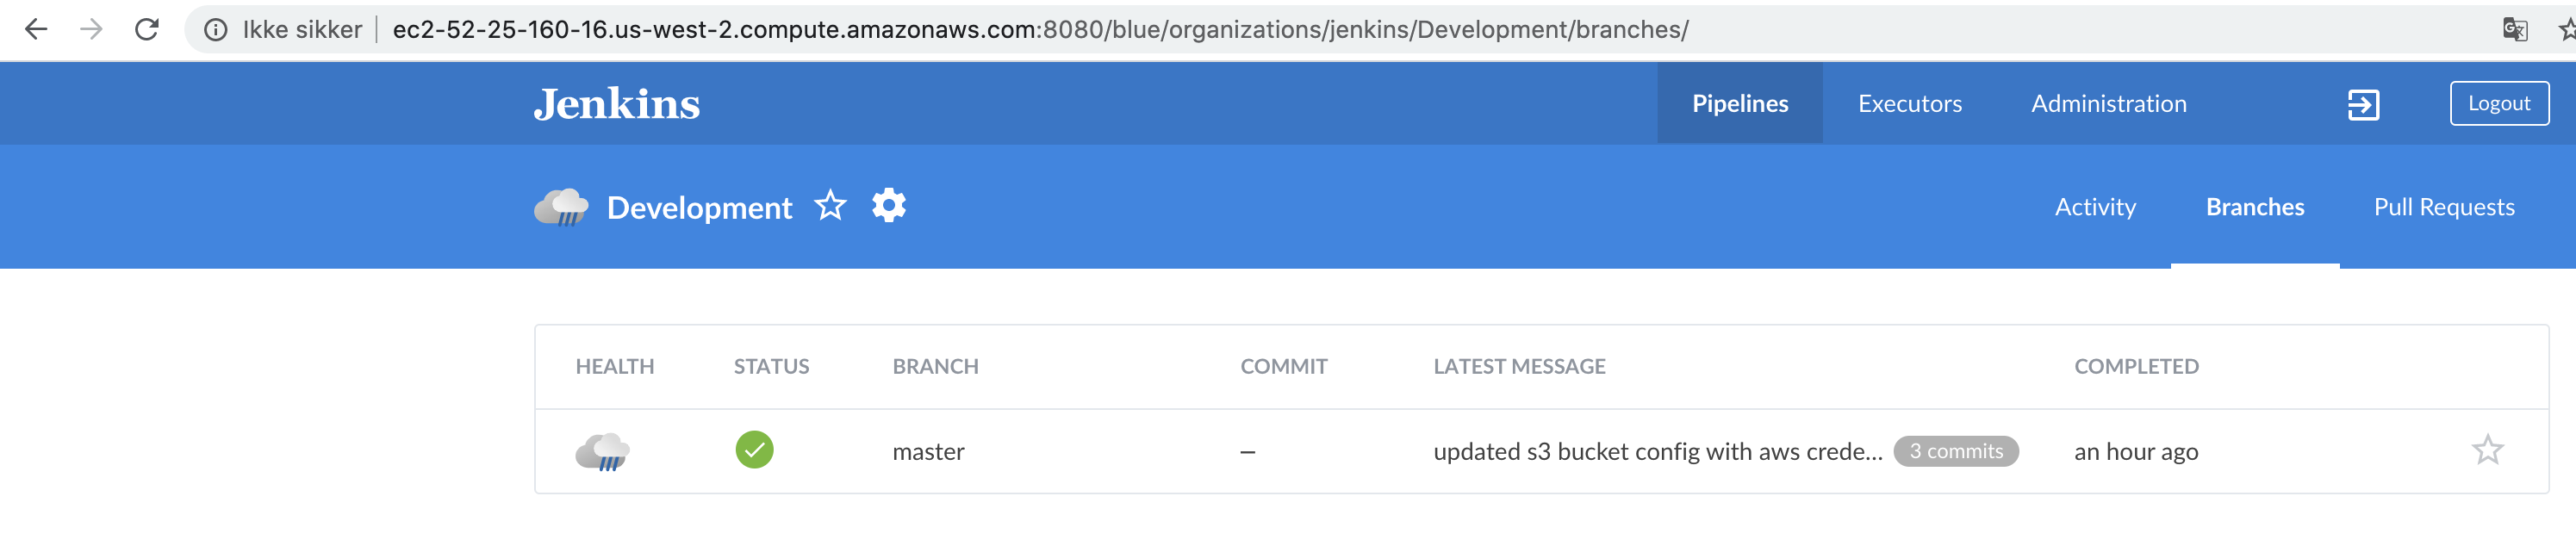 Ikke sikker ec2-52-25-160-16.us-west-2.compute.amazonaws.com:8080/blue/organizations/jenkins/Development/branches/
Jenkins Pipelines Executors Administration Logout
Development Activity Branches Pull Requests
HEALTH STATUS BRANCH COMMIT LATEST MESSAGE COMPLETED
master – updated s3 bucket config with aws crede... 3 commits an hour ago